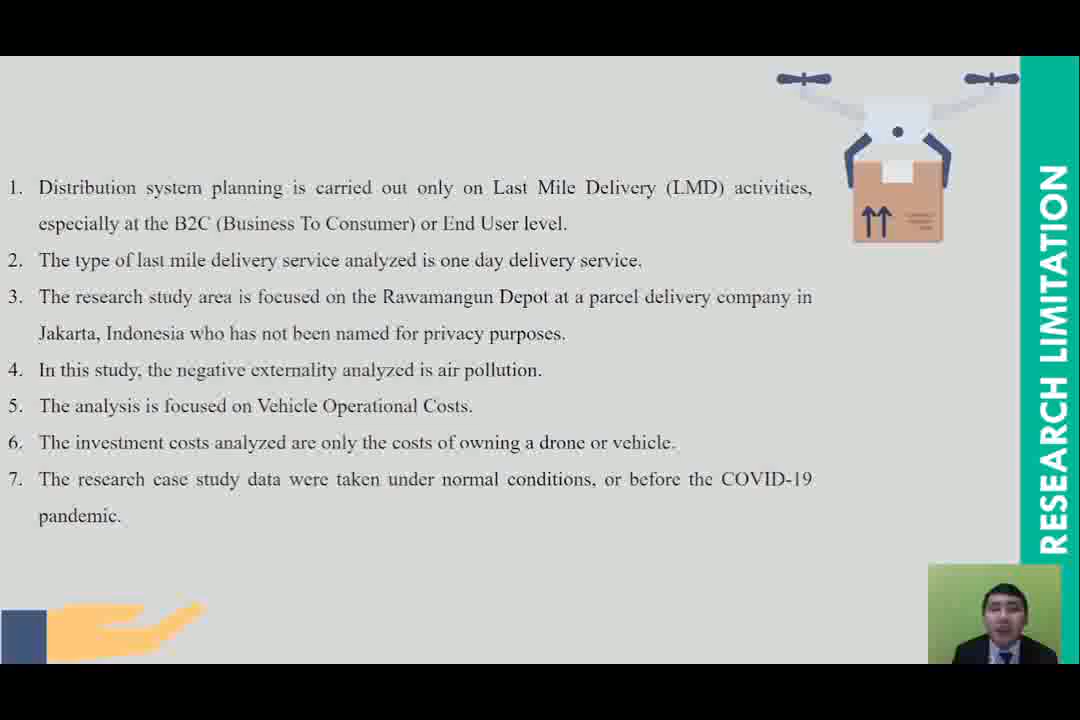 1. Distribution system planning is carried out only on Last Mile Delivery (LMD) activities,
especially at the B2C (Business To Consumer) or End User level.
2. The type of last mile delivery service analyzed is one day delivery service.
3. The research study area is focused on the Rawamangun Depot at a parcel delivery company in
Jakarta, Indonesia who has not been named for privacy purposes.
4. In this study, the negative externality analyzed is air pollution.
5. The analysis is focused on Vehicle Operational Costs.
6. The investment costs analyzed are only the costs of owning a drone or vehicle.
7. The research case study data were taken under normal conditions, or before the COVID-19
pandemic.
RESEARCH LIMITATION